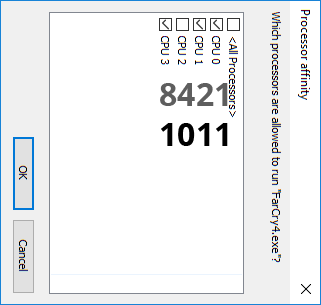 Processor affinity
Which processors are allowed to run "FarCry4.exe"?
<All Processors>
CPU 0
CPU 1
CPU 2
CPU 3
8421
1011
OK
Cancel